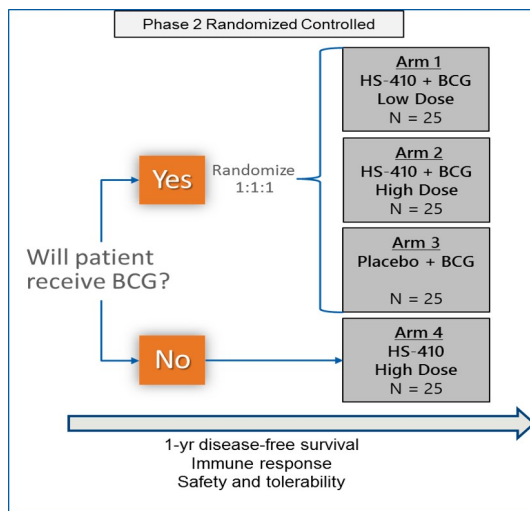 Phase 2 Randomized Controlled
Arm 1
HS-410 + BCG
Low Dose
N = 25
Yes
Randomize
1:1:1
Arm 2
HS-410 + BCG
High Dose
N = 25
Will patient
receive BCG?
Arm 3
Placebo + BCG
N = 25
No
Arm 4
HS-410
High Dose
N = 25
1-yr disease-free survival
Immune response
Safety and tolerability